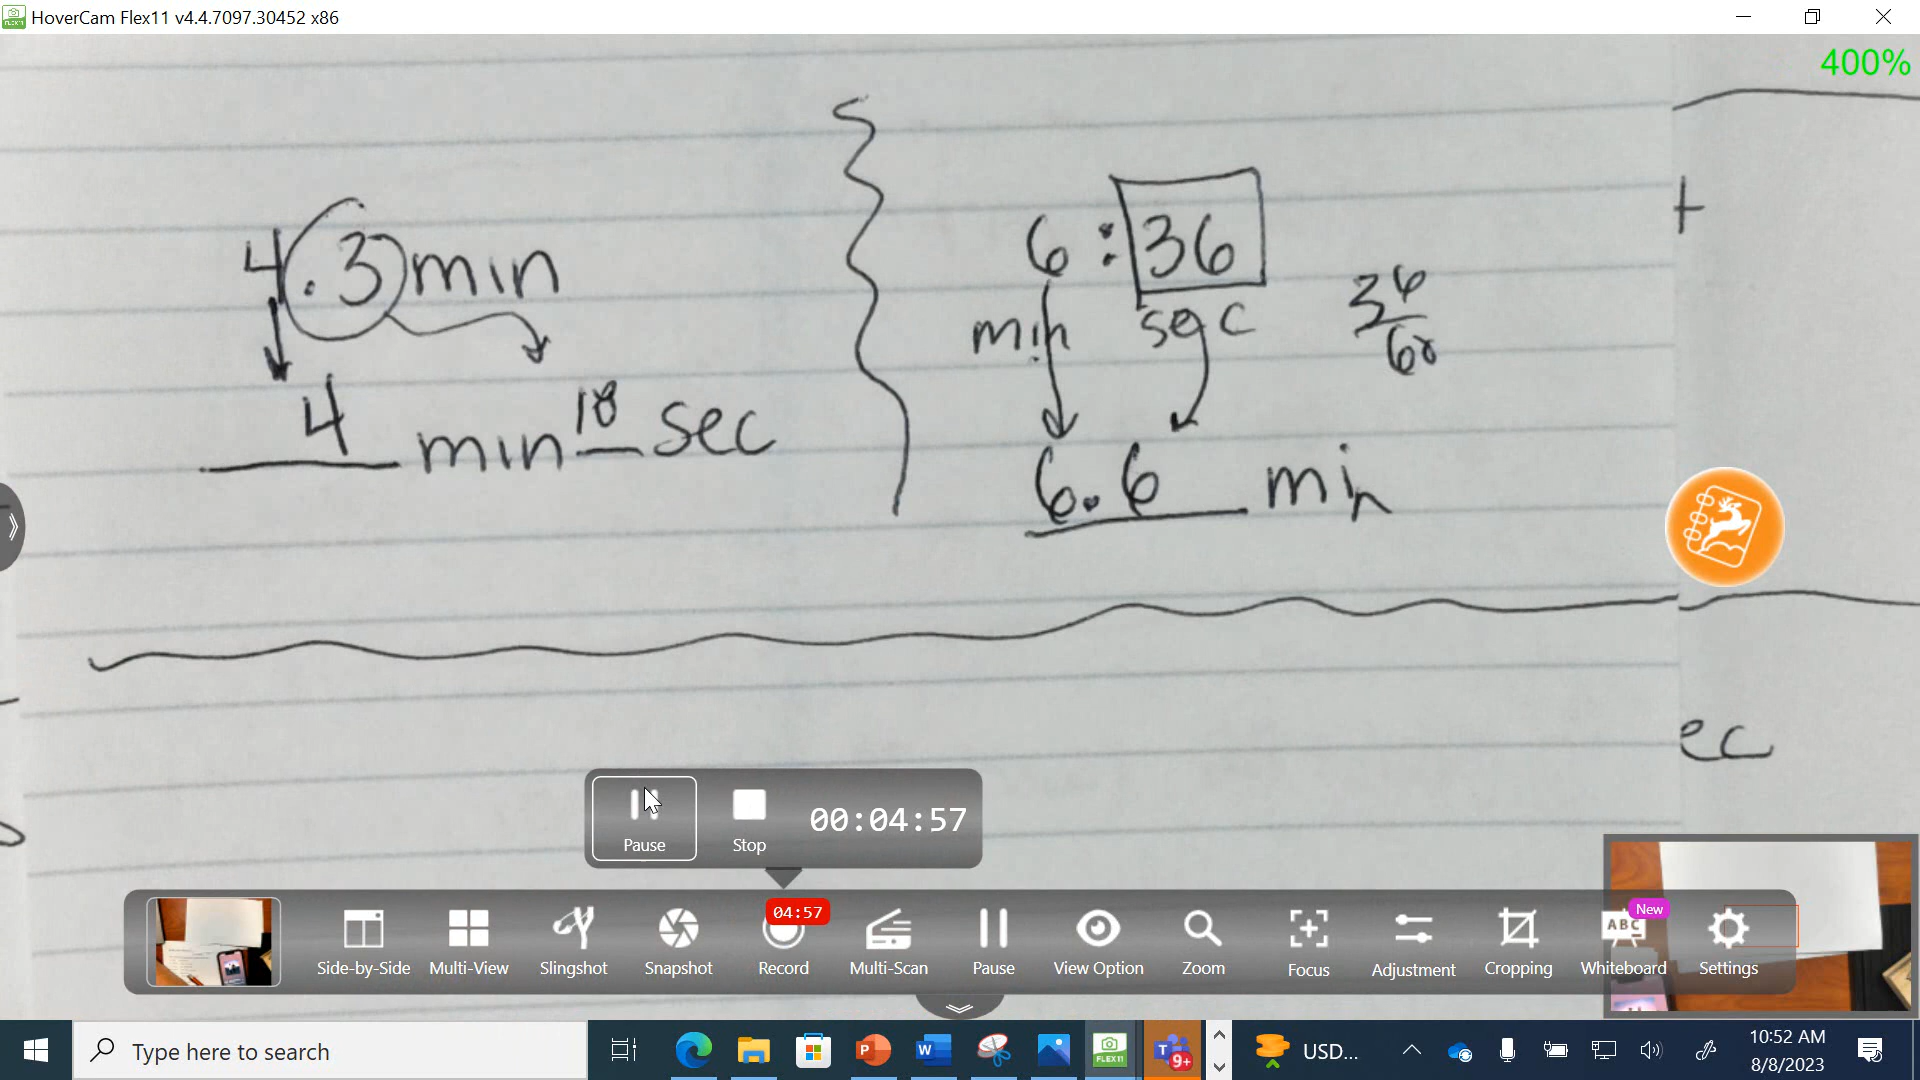 HoverCam Flex11 v4.4.7097.30452 x86
400%
4.3 min
4 min 18 sec
6:36
min sec
36
60
6.6 min
ec
Pause Stop 00:04:57
04:57
New
ABC
Side-by-Side Multi-View Slingshot Snapshot Record Multi-Scan Pause View Option Zoom Focus Adjustment Cropping Whiteboard Settings
Type here to search
FLEX11
9+
USD...
10:52 AM
8/8/2023